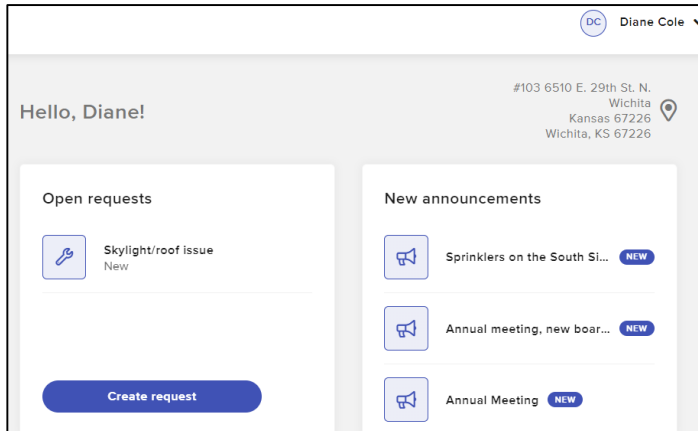 DC Diane Cole
Hello, Diane!
#103 6510 E. 29th St. N.
Wichita
Kansas 67226
Wichita, KS 67226
Open requests
Skylight/roof issue
New
Create request
New announcements
Sprinklers on the South Si... NEW
Annual meeting, new boar... NEW
Annual Meeting NEW